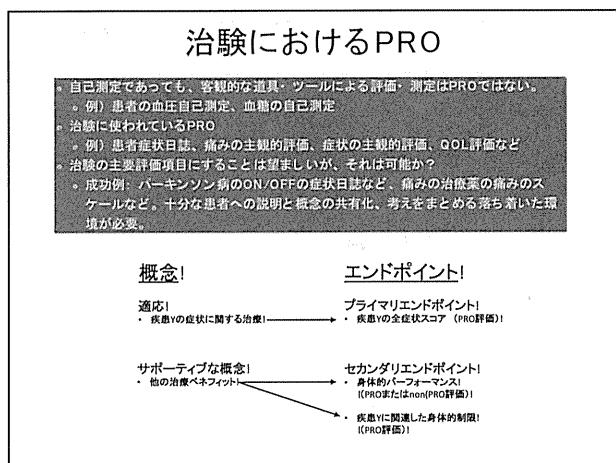 治験におけるPRO
自己測定であっても、客観的な道具・ツールによる評価・測定はPROではない。
例）患者の血圧自己測定、血糖の自己測定
治験に使われているPRO
例）患者症状日誌、痛みの主観的評価、症状の主観的評価、QOL評価など
治験の主要評価項目にすることは望ましいが、それは可能か？
成功例：パーキンソン病のON/OFFの症状日誌など、痛みの治療薬の痛みのス
ケールなど。十分な患者への説明と概念の共有化、考えをまとめる落ち着いた環
境が必要。
概念!
エンドポイント!
適応!
• 疾患Yの症状に関する治療!
プライマリエンドポイント!
• 疾患Yの全症状スコア （PRO評価)!
サポーティブな概念!
• 他の治療ベネフィット!
セカンダリエンドポイント!
• 身体的パーフォーマンス!
!(PROまたはnon(PRO評価)!
• 疾患Yに関連した身体的制限!
!(PRO評価)!